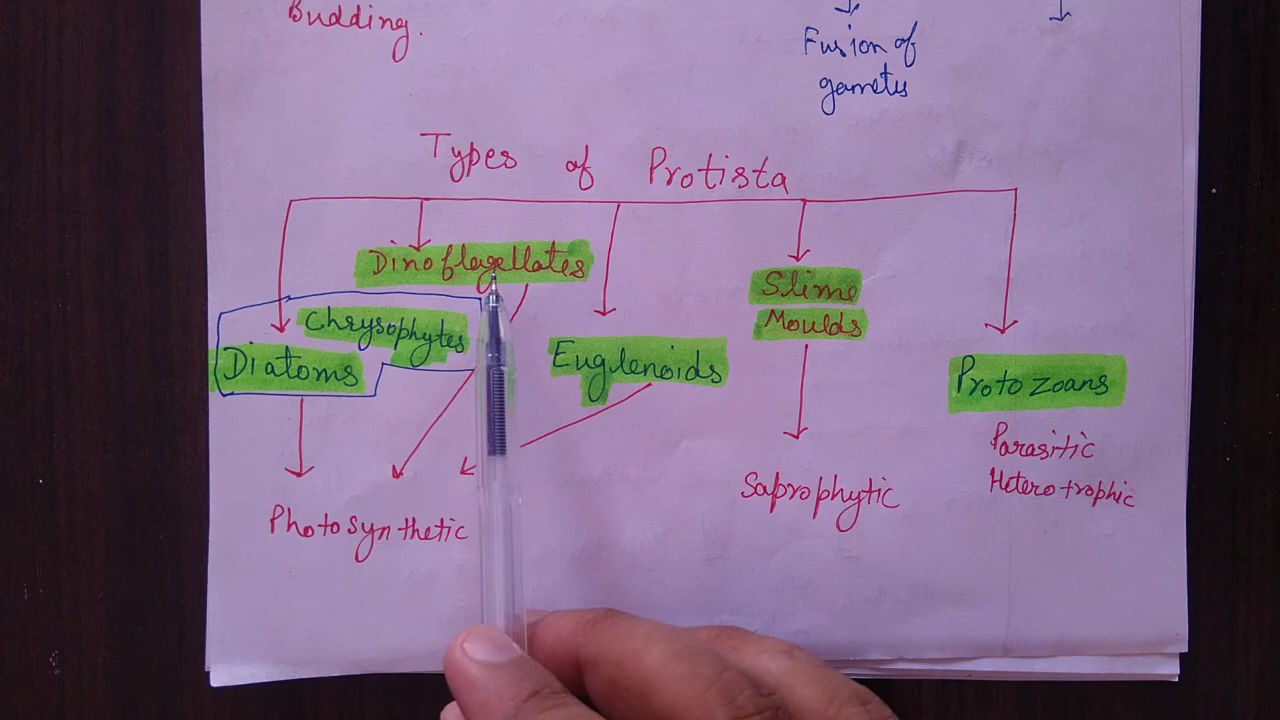 Budding.
Fusion of
gametes
Types of Protista
Dinoflagellates
Chrysophytes
Diatoms
Euglenoids
Slime
Moulds
Protozoans
Parasitic
Heterotrophic
Saprophytic
Photosynthetic